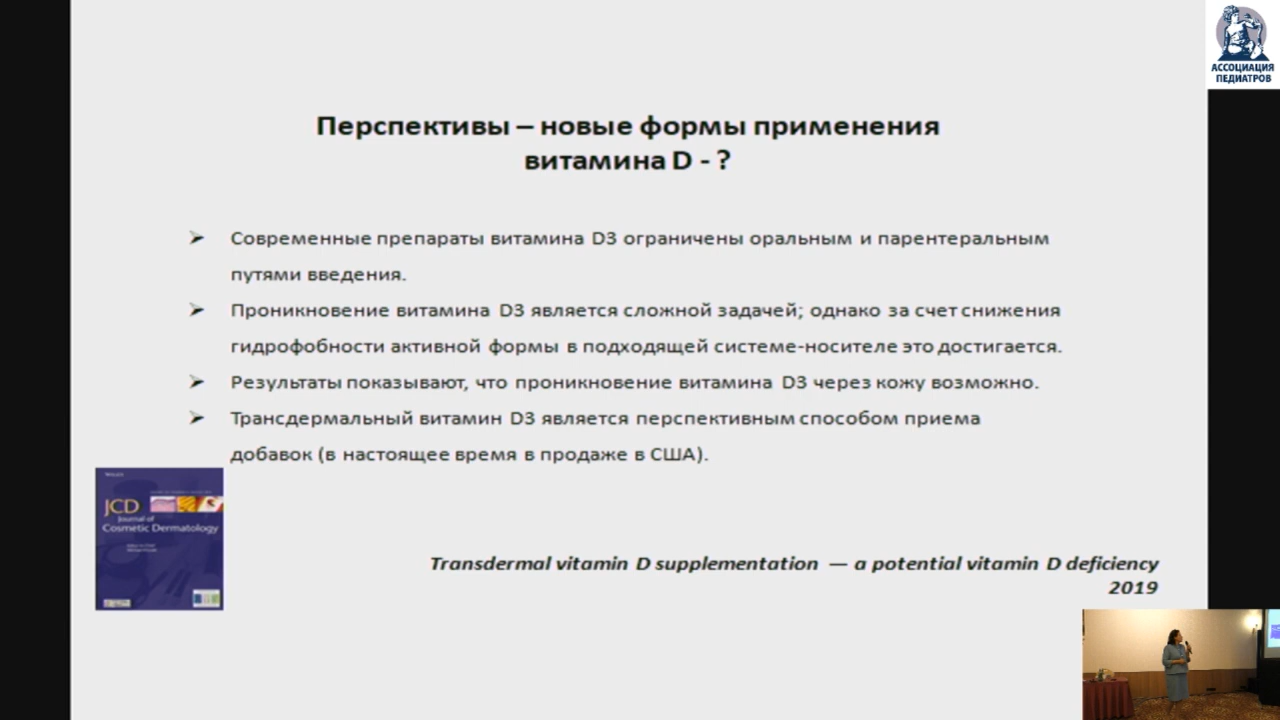 АССОЦИАЦИЯ
ПЕДИАТРОВ
Перспективы – новые формы применения
витамина D - ?
Современные препараты витамина D3 ограничены оральным и парентеральным
путями введения.
Проникновение витамина D3 является сложной задачей; однако за счет снижения
гидрофобности активной формы в подходящей системе-носителе это достигается.
Результаты показывают, что проникновение витамина D3 через кожу возможно.
Трансдермальный витамин D3 является перспективным способом приема
добавок (в настоящее время в продаже в США).
JCD
Journal of
Cosmetic Dermatology
Transdermal vitamin D supplementation — a potential vitamin D deficiency
2019